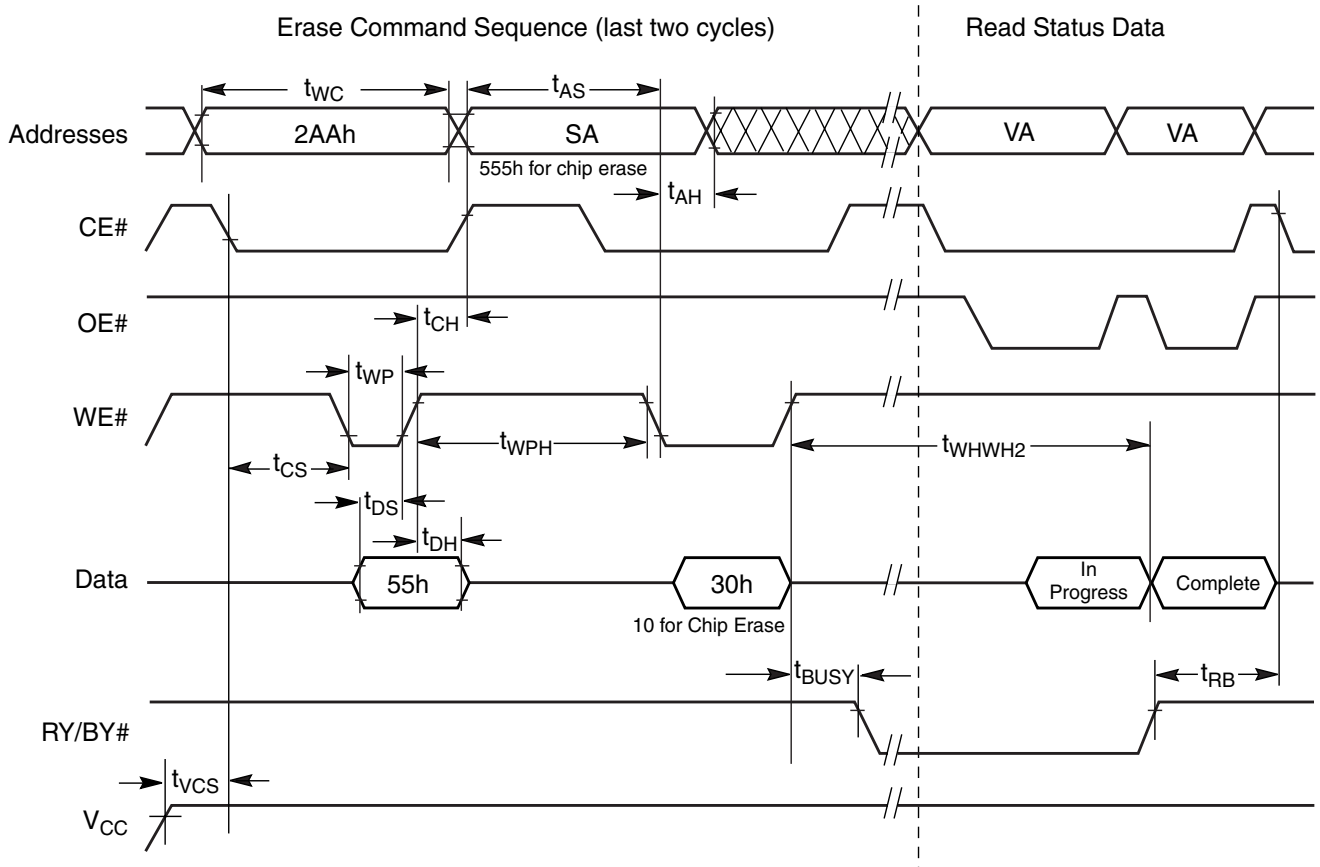 Erase Command Sequence (last two cycles)
Read Status Data
tWC
tAS
Addresses
2AAh
SA
VA
VA
555h for chip erase
tAH
CE#
OE#
tCH
tWP
WE#
tWPH
tWHWH2
tCS
tDS
tDH
Data
55h
30h
In
Progress
Complete
10 for Chip Erase
tBUSY
tRB
RY/BY#
tVCS
VCC